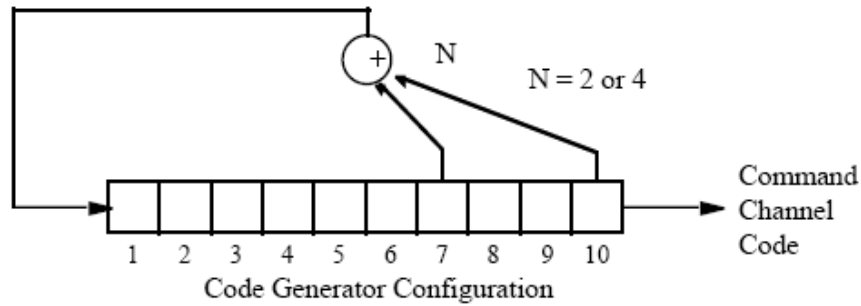 +
N
N = 2 or 4
Command
Channel
Code
1 2 3 4 5 6 7 8 9 10
Code Generator Configuration